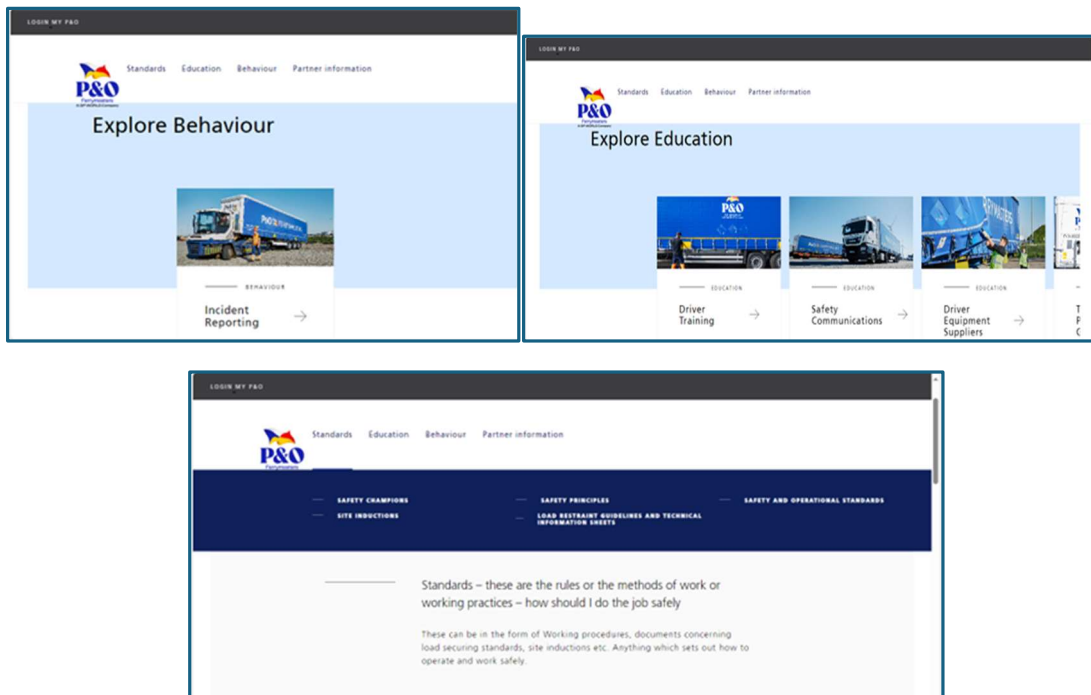 LOGIN MY P&O
Standards Education Behaviour Partner information
P&O
Ferrymasters
Explore Behaviour
BEHAVIOUR
Incident
Reporting
LOGIN MY P&O
Standards Education Behaviour Partner information
P&O
Ferrymasters
Explore Education
P&O
EDUCATION
Driver
Training
EDUCATION
Safety
Communications
EDUCATION
Driver
Equipment
Suppliers
LOGIN MY P&O
Standards Education Behaviour Partner information
P&O
Ferrymasters
SAFETY CHAMPIONS
SAFETY PRINCIPLES
SAFETY AND OPERATIONAL STANDARDS
SITE INDUCTIONS
LOAD RESTRAINT GUIDELINES AND TECHNICAL
INFORMATION SHEETS
Standards – these are the rules or the methods of work or
working practices – how should I do the job safely
These can be in the form of Working procedures, documents concerning
load securing standards, site inductions etc. Anything which sets out how to
operate and work safely.